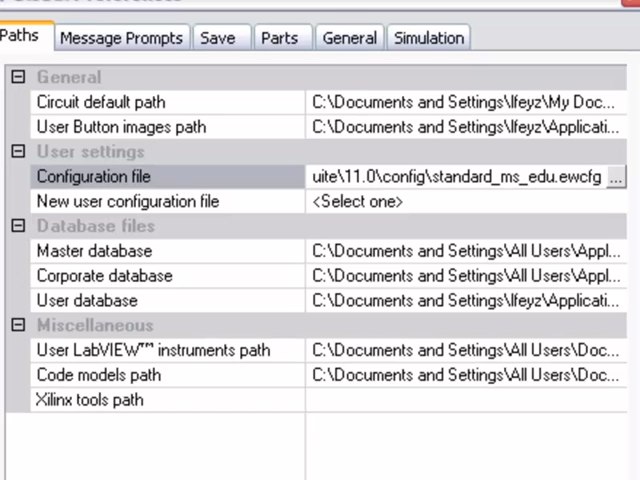 Paths Message Prompts Save Parts General Simulation
General
Circuit default path C:\Documents and Settings\lfeyz\My Doc...
User Button images path C:\Documents and Settings\lfeyz\Applicati...
User settings
Configuration file uite\11.0\config\standard_ms_edu.ewcfg ...
New user configuration file <Select one>
Database files
Master database C:\Documents and Settings\All Users\Appl...
Corporate database C:\Documents and Settings\All Users\Appl...
User database C:\Documents and Settings\lfeyz\Applicati...
Miscellaneous
User LabVIEW™ instruments path C:\Documents and Settings\All Users\Doc...
Code models path C:\Documents and Settings\All Users\Doc...
Xilinx tools path